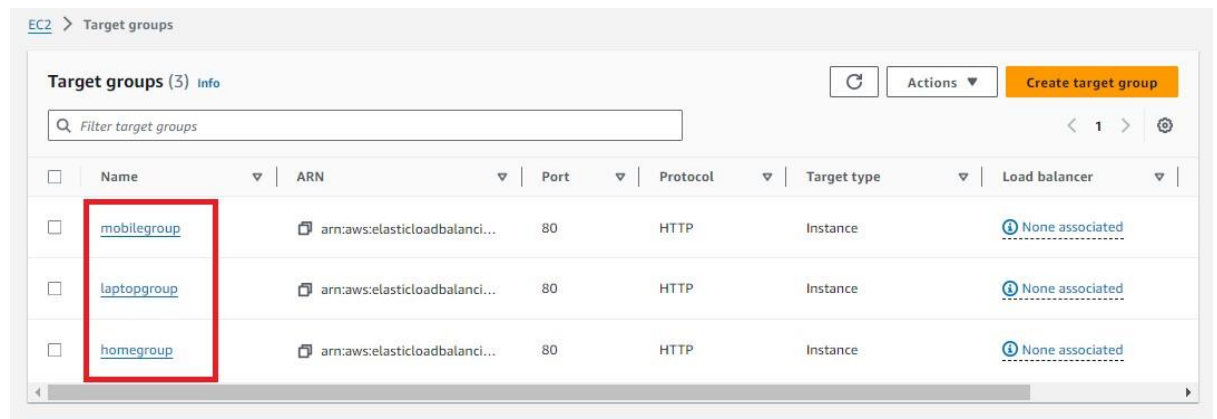 EC2 > Target groups
Target groups (3) Info
Actions ▼ Create target group
Filter target groups
< 1 >
Name ARN Port Protocol Target type Load balancer
mobilegroup arn:aws:elasticloadbalanci... 80 HTTP Instance None associated
laptopgroup arn:aws:elasticloadbalanci... 80 HTTP Instance None associated
homegroup arn:aws:elasticloadbalanci... 80 HTTP Instance None associated